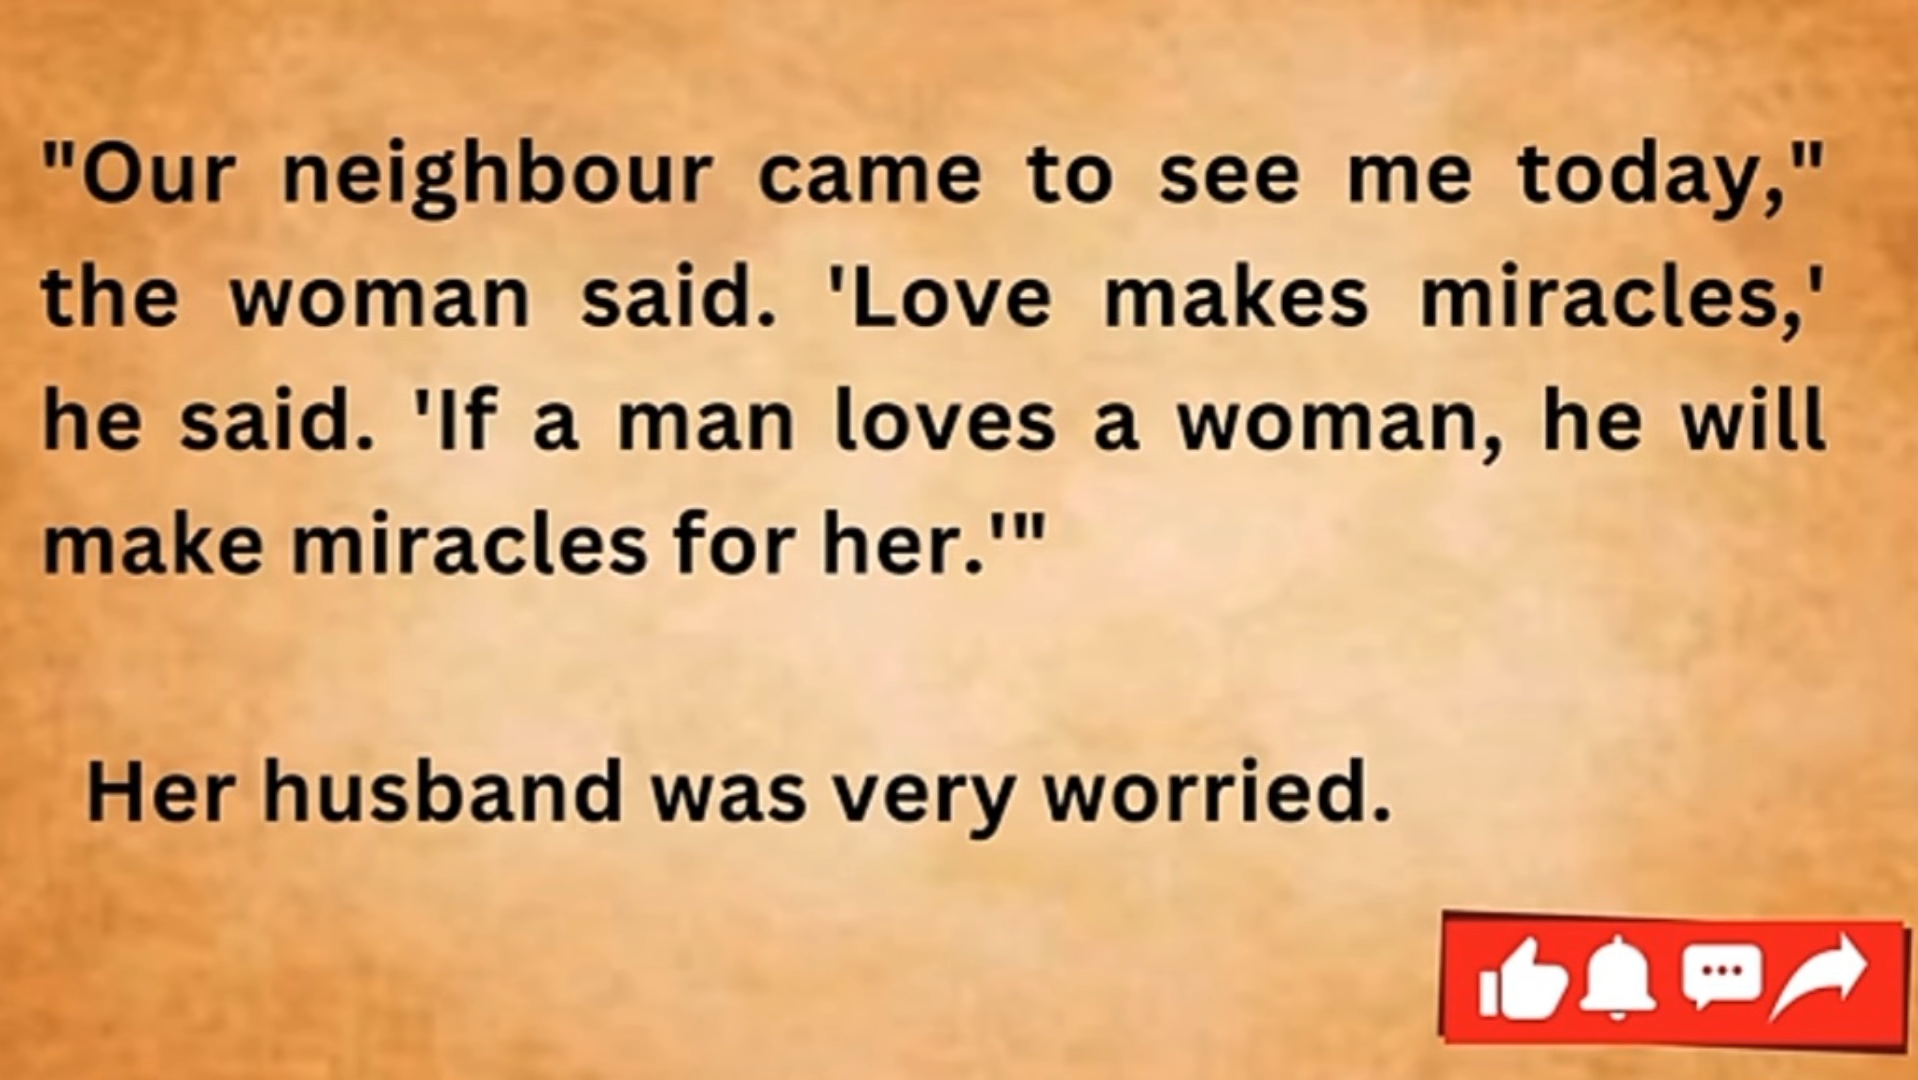 "Our neighbour came to see me today,"
the woman said. 'Love makes miracles,'
he said. 'If a man loves a woman, he will
make miracles for her.'"
Her husband was very worried.